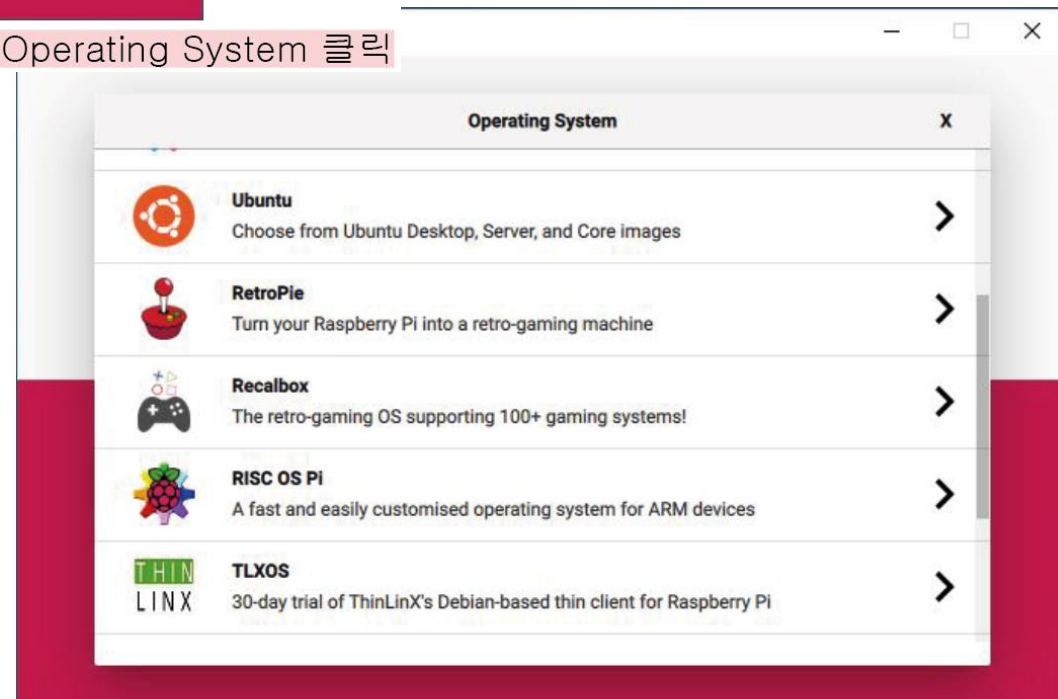 Operating System 클릭
Operating System X
Ubuntu
Choose from Ubuntu Desktop, Server, and Core images
RetroPie
Turn your Raspberry Pi into a retro-gaming machine
Recalbox
The retro-gaming OS supporting 100+ gaming systems!
RISC OS Pi
A fast and easily customised operating system for ARM devices
THIN
LINX
TLXOS
30-day trial of ThinLinX's Debian-based thin client for Raspberry Pi